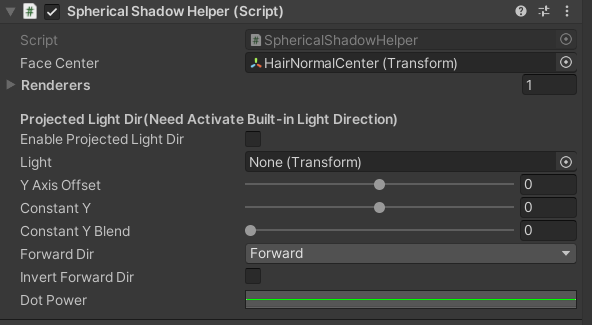 Spherical Shadow Helper (Script)
Script SphericalShadowHelper
Face Center HairNormalCenter (Transform)
Renderers 1
Projected Light Dir(Need Activate Built-in Light Direction)
Enable Projected Light Dir
Light None (Transform)
Y Axis Offset 0
Constant Y 0
Constant Y Blend 0
Forward Dir Forward
Invert Forward Dir
Dot Power